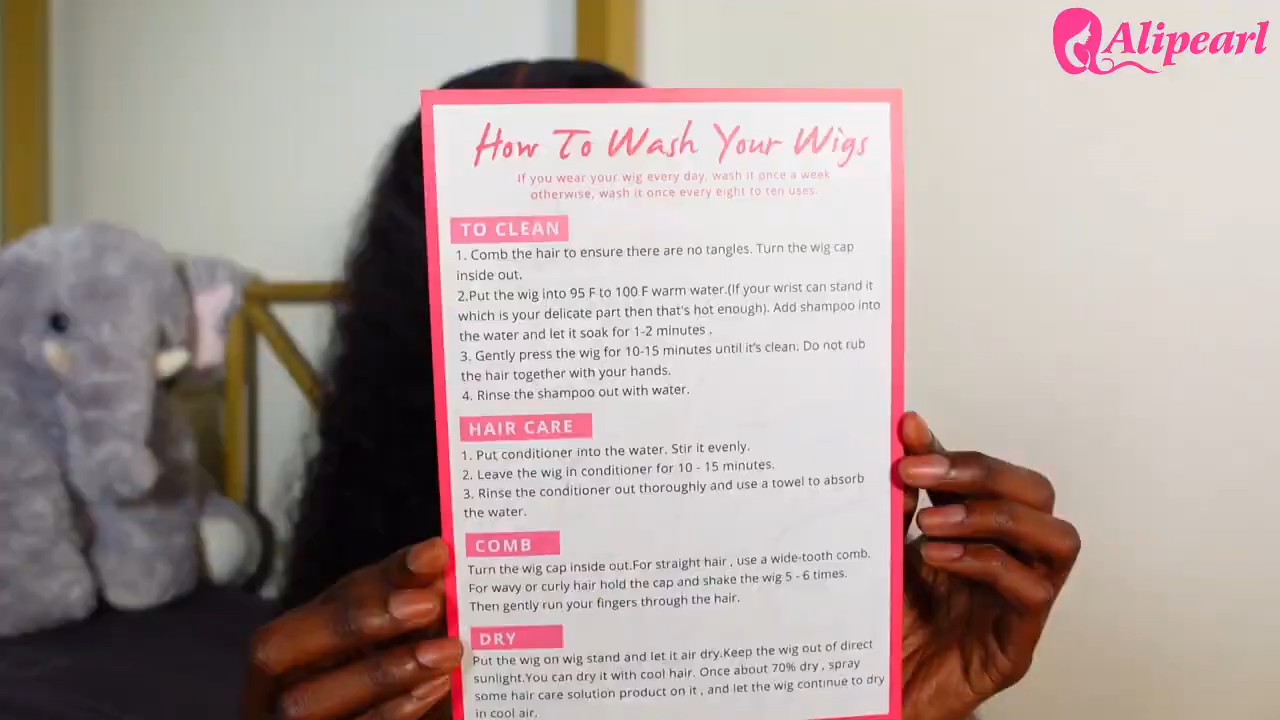 Alipearl
How To Wash Your Wigs
If you wear your wig every day, wash it once a week
otherwise, wash it once every eight to ten uses.
TO CLEAN
1. Comb the hair to ensure there are no tangles. Turn the wig cap
inside out.
2.Put the wig into 95 F to 100 F warm water.(If your wrist can stand it
which is your delicate part then that's hot enough). Add shampoo into
the water and let it soak for 1-2 minutes .
3. Gently press the wig for 10-15 minutes until it's clean. Do not rub
the hair together with your hands.
4. Rinse the shampoo out with water.
HAIR CARE
1. Put conditioner into the water. Stir it evenly.
2. Leave the wig in conditioner for 10 - 15 minutes.
3. Rinse the conditioner out thoroughly and use a towel to absorb
the water.
COMB
Turn the wig cap inside out.For straight hair , use a wide-tooth comb.
For wavy or curly hair hold the cap and shake the wig 5 - 6 times.
Then gently run your fingers through the hair.
DRY
Put the wig on wig stand and let it air dry.Keep the wig out of direct
sunlight.You can dry it with cool hair. Once about 70% dry , spray
some hair care solution product on it , and let the wig continue to dry
in cool air.